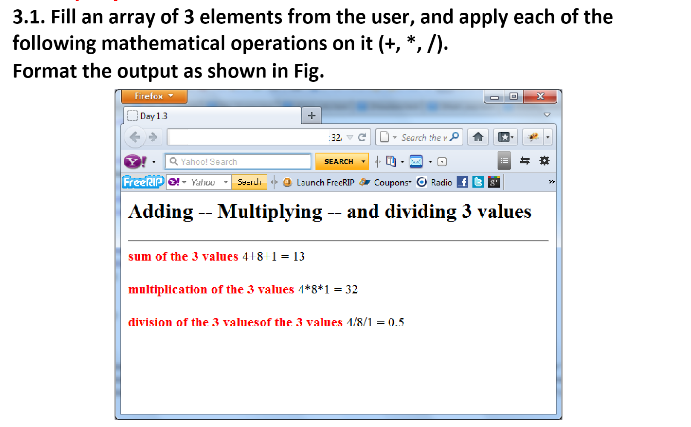 3.1. Fill an array of 3 elements from the user, and apply each of the
following mathematical operations on it (+, *, /).
Format the output as shown in Fig.
Firefox
Day 1.3
+
32. Search the v
Yahoo! Search SEARCH
FreeRIP Yahoo Search Launch FreeRIP Coupons Radio
Adding -- Multiplying -- and dividing 3 values
sum of the 3 values 4+8+1 = 13
multiplication of the 3 values 4*8*1 = 32
division of the 3 valuesof the 3 values 4/8/1 = 0.5